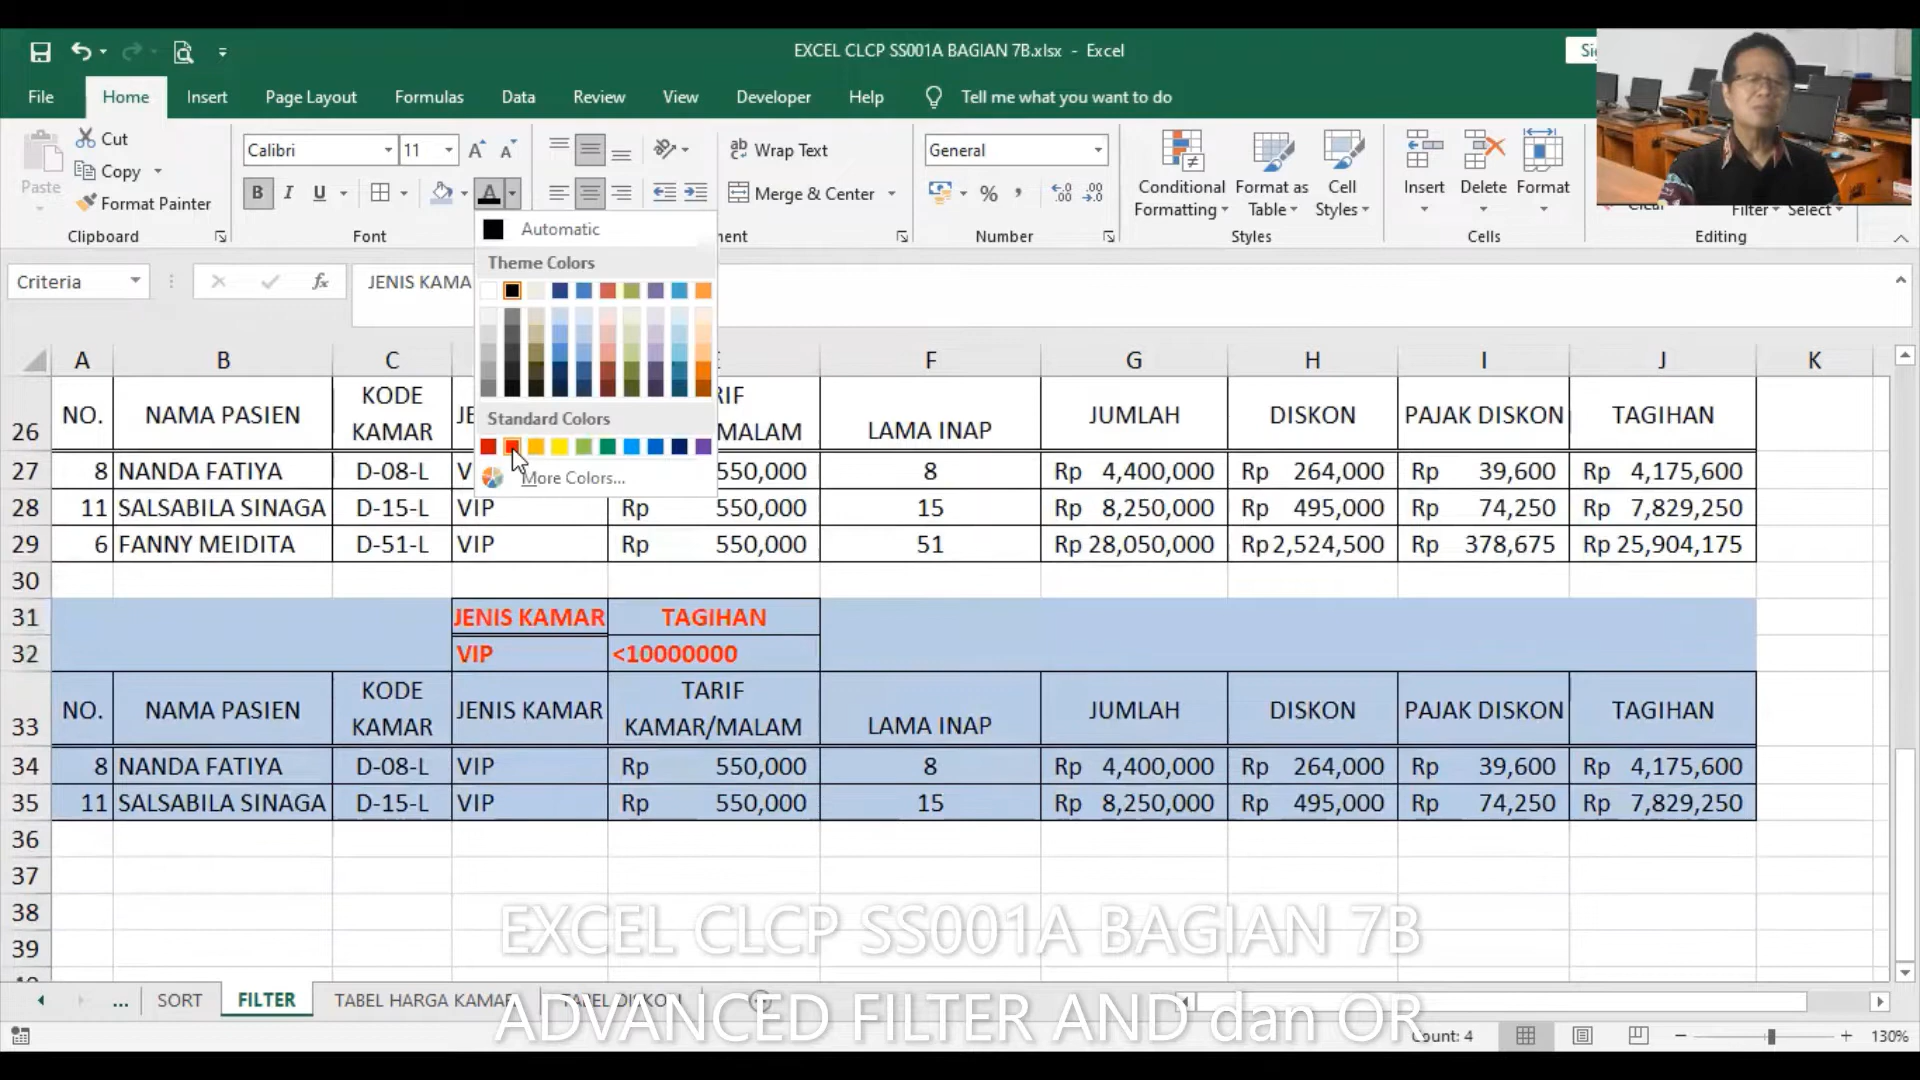 EXCEL CLCP SS001A BAGIAN 7B.xlsx - Excel
File Home Insert Page Layout Formulas Data Review View Developer Help Tell me what you want to do
Paste Cut Copy Format Painter
Clipboard
Calibri 11
B I U A
Font
Wrap Text
Merge & Center
General
%
Number
Conditional Formatting Format as Table Cell Styles
Styles
Insert Delete Format
Cells
Filter Select
Editing
Criteria fx JENIS KAMA
Automatic
Theme Colors
Standard Colors
More Colors...
A B C F G H I J K
26 NO. NAMA PASIEN KODE KAMAR LAMA INAP JUMLAH DISKON PAJAK DISKON TAGIHAN
27 8 NANDA FATIYA D-08-L 550,000 8 Rp 4,400,000 Rp 264,000 Rp 39,600 Rp 4,175,600
28 11 SALSABILA SINAGA D-15-L VIP Rp 550,000 15 Rp 8,250,000 Rp 495,000 Rp 74,250 Rp 7,829,250
29 6 FANNY MEIDITA D-51-L VIP Rp 550,000 51 Rp 28,050,000 Rp 2,524,500 Rp 378,675 Rp 25,904,175
30
31 JENIS KAMAR TAGIHAN
32 VIP <10000000
33 NO. NAMA PASIEN KODE KAMAR JENIS KAMAR TARIF KAMAR/MALAM LAMA INAP JUMLAH DISKON PAJAK DISKON TAGIHAN
34 8 NANDA FATIYA D-08-L VIP Rp 550,000 8 Rp 4,400,000 Rp 264,000 Rp 39,600 Rp 4,175,600
35 11 SALSABILA SINAGA D-15-L VIP Rp 550,000 15 Rp 8,250,000 Rp 495,000 Rp 74,250 Rp 7,829,250
36
37
38
39
EXCEL CLCP SS001A BAGIAN 7B
... SORT FILTER TABEL HARGA KAMAR
ADVANCED FILTER AND dan OR
Count: 4 130%